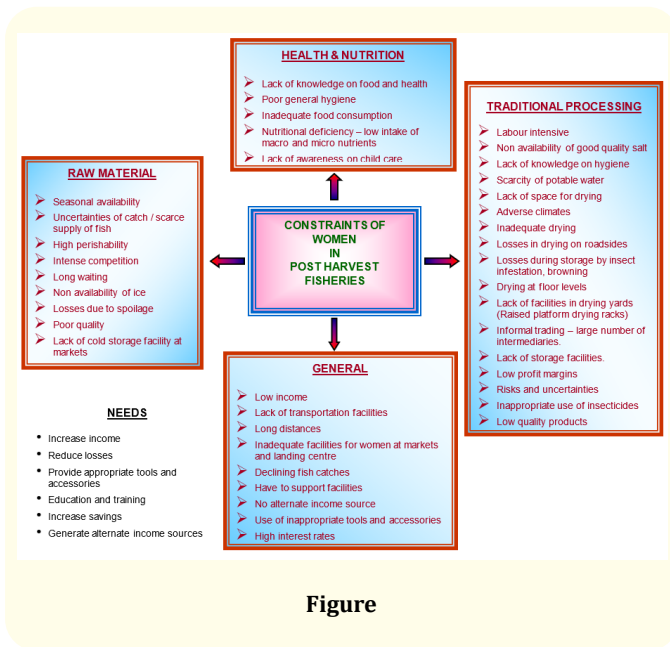 HEALTH & NUTRITION
Lack of knowledge on food and health
Poor general hygiene
Inadequate food consumption
Nutritional deficiency – low intake of
macro and micro nutrients
Lack of awareness on child care
RAW MATERIAL
Seasonal availability
Uncertainties of catch / scarce
supply of fish
High perishability
Intense competition
Long waiting
Non availability of ice
Losses due to spoilage
Poor quality
Lack of cold storage facility at
markets
CONSTRAINTS OF
WOMEN
IN
POST HARVEST
FISHERIES
TRADITIONAL PROCESSING
Labour intensive
Non availability of good quality salt
Lack of knowledge on hygiene
Scarcity of potable water
Lack of space for drying
Adverse climates
Inadequate drying
Losses in drying on roadsides
Losses during storage by insect
infestation, browning
Drying at floor levels
Lack of facilities in drying yards
(Raised platform drying racks)
Informal trading – large number of
intermediaries.
Lack of storage facilities.
Low profit margins
Risks and uncertainties
Inappropriate use of insecticides
Low quality products
GENERAL
Low income
Lack of transportation facilities
Long distances
Inadequate facilities for women at markets
and landing centre
Declining fish catches
Have to support facilities
No alternate income source
Use of inappropriate tools and accessories
High interest rates
NEEDS
• Increase income
• Reduce losses
• Provide appropriate tools and
accessories
• Education and training
• Increase savings
• Generate alternate income sources
Figure